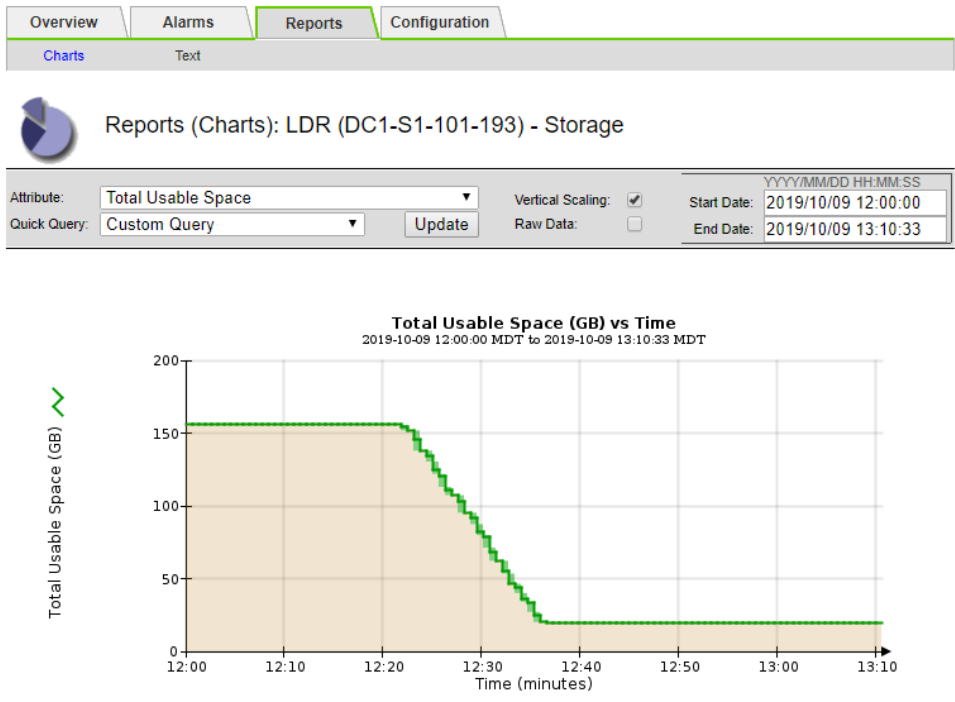 Overview Alarms Reports Configuration
Charts Text
Reports (Charts): LDR (DC1-S1-101-193) - Storage
YYYY/MM/DD HH:MM:SS
Attribute: Total Usable Space Vertical Scaling: Start Date: 2019/10/09 12:00:00
Quick Query: Custom Query Update Raw Data: End Date: 2019/10/09 13:10:33
Total Usable Space (GB) vs Time
2019-10-09 12:00:00 MDT to 2019-10-09 13:10:33 MDT
Total Usable Space (GB)
200
150
100
50
0
12:00 12:10 12:20 12:30 12:40 12:50 13:00 13:10
Time (minutes)